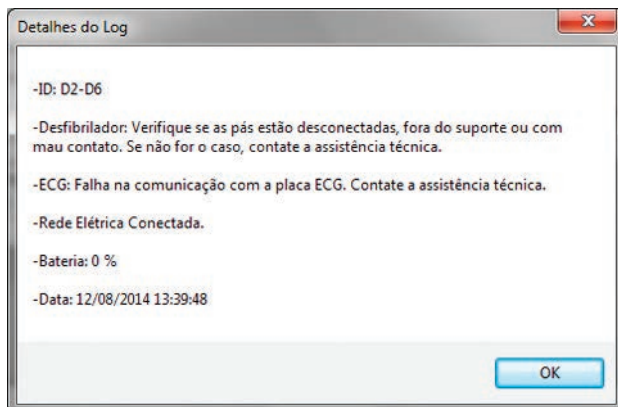 Detalhes do Log
-ID: D2-D6
-Desfibrilador: Verifique se as pás estão desconectadas, fora do suporte ou com
mau contato. Se não for o caso, contate a assistência técnica.
-ECG: Falha na comunicação com a placa ECG. Contate a assistência técnica.
-Rede Elétrica Conectada.
-Bateria: 0 %
-Data: 12/08/2014 13:39:48
OK